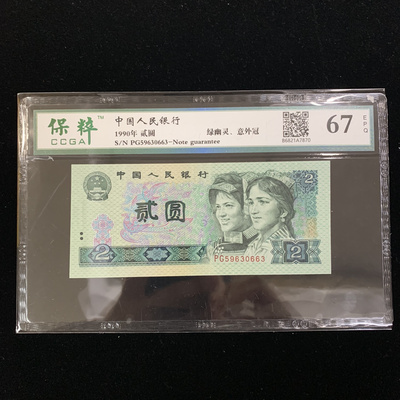 保粹™
CCGA
中国人民银行
1990年 贰圆
绿幽灵、意外冠
S/N PG59630663-Note guarantee
67
EPQ
中国人民银行
贰圆
2
2
PG59630663